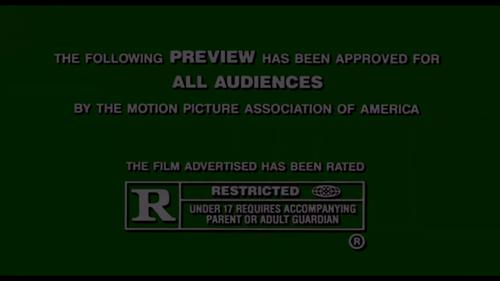 THE FOLLOWING PREVIEW HAS BEEN APPROVED FOR
ALL AUDIENCES
BY THE MOTION PICTURE ASSOCIATION OF AMERICA
THE FILM ADVERTISED HAS BEEN RATED
R RESTRICTED
UNDER 17 REQUIRES ACCOMPANYING
PARENT OR ADULT GUARDIAN
®